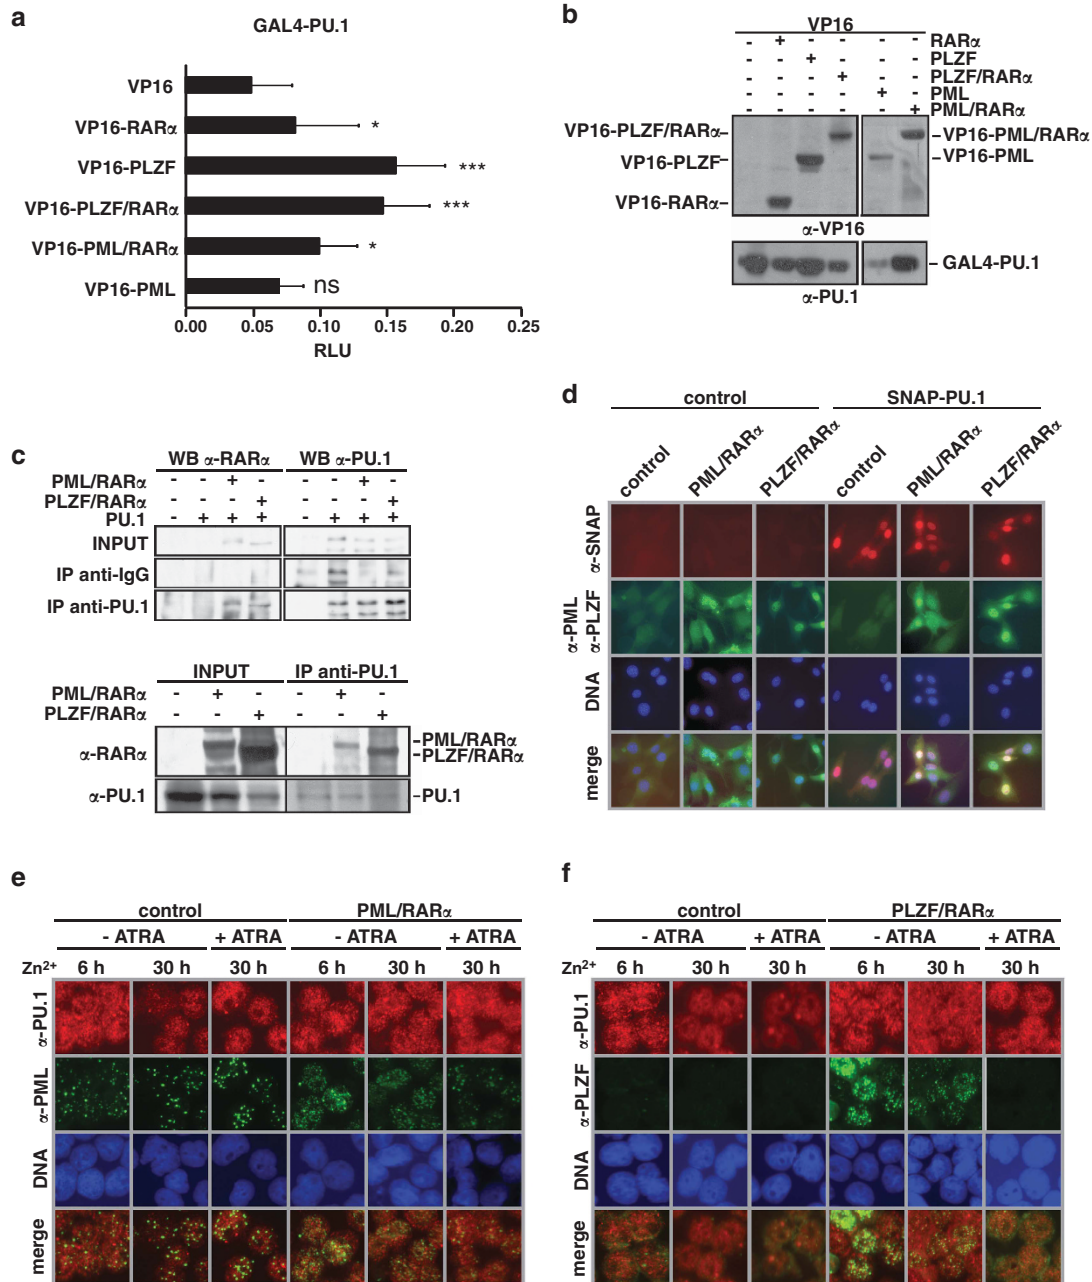 a
GAL4-PU.1
VP16
VP16-RARα *
VP16-PLZF ***
VP16-PLZF/RARα ***
VP16-PML/RARα *
VP16-PML ns
0.00 0.05 0.10 0.15 0.20 0.25
RLU
b
VP16
- + - - - - RARα
- - + - - - PLZF
- - - + - - PLZF/RARα
- - - - + - PML
- - - - - + PML/RARα
VP16-PLZF/RARα-
VP16-PLZF-
VP16-RARα-
-VP16-PML/RARα
-VP16-PML
α-VP16
- GAL4-PU.1
α-PU.1
c
WB α-RARα WB α-PU.1
PML/RARα - - + - - - + -
PLZF/RARα - - - + - - - +
PU.1 - + + + - + + +
INPUT
IP anti-IgG
IP anti-PU.1
INPUT IP anti-PU.1
PML/RARα - + - - + -
PLZF/RARα - - + - - +
α-RARα
-PML/RARα
-PLZF/RARα
α-PU.1 -PU.1
d
control SNAP-PU.1
control PML/RARα PLZF/RARα control PML/RARα PLZF/RARα
α-SNAP
α-PML
α-PLZF
DNA
merge
e
control PML/RARα
- ATRA + ATRA - ATRA + ATRA
Zn²⁺ 6 h 30 h 30 h 6 h 30 h 30 h
α-PU.1
α-PML
DNA
merge
f
control PLZF/RARα
- ATRA + ATRA - ATRA + ATRA
Zn²⁺ 6 h 30 h 30 h 6 h 30 h 30 h
α-PU.1
α-PLZF
DNA
merge